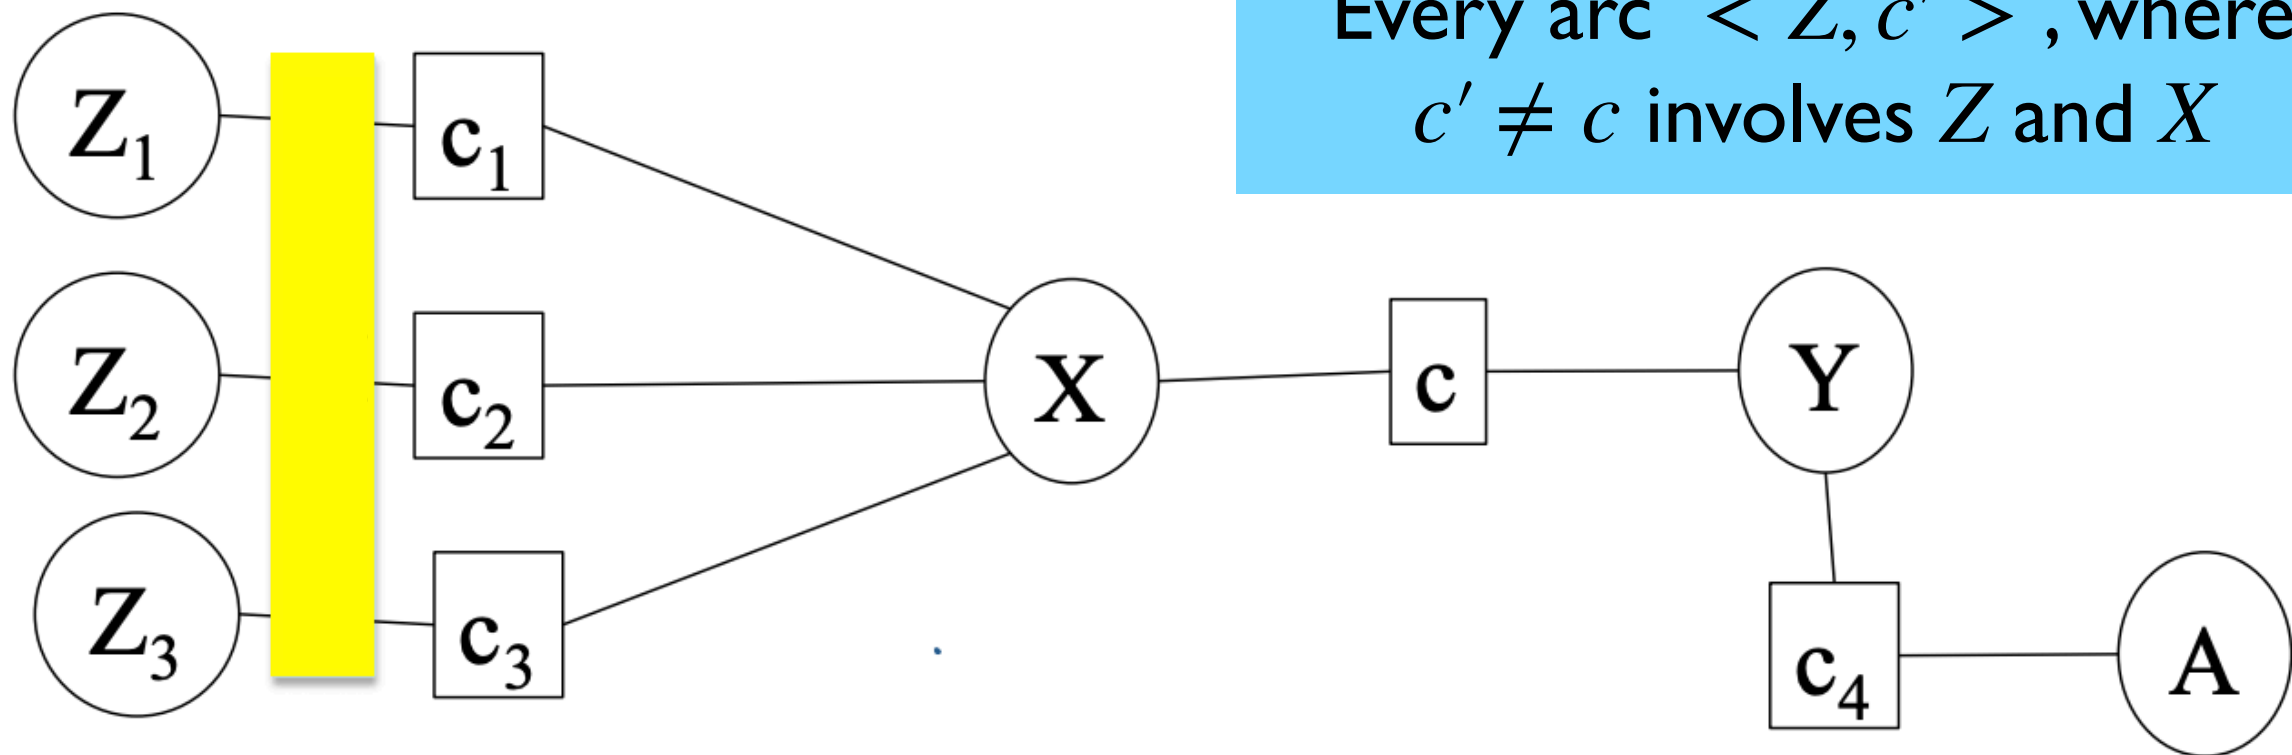 Every arc < Z, c′ > , where
c′ ≠ c involves Z and X
Z₁
c₁
Z₂
c₂
X
c
Y
Z₃
c₃
c₄
A